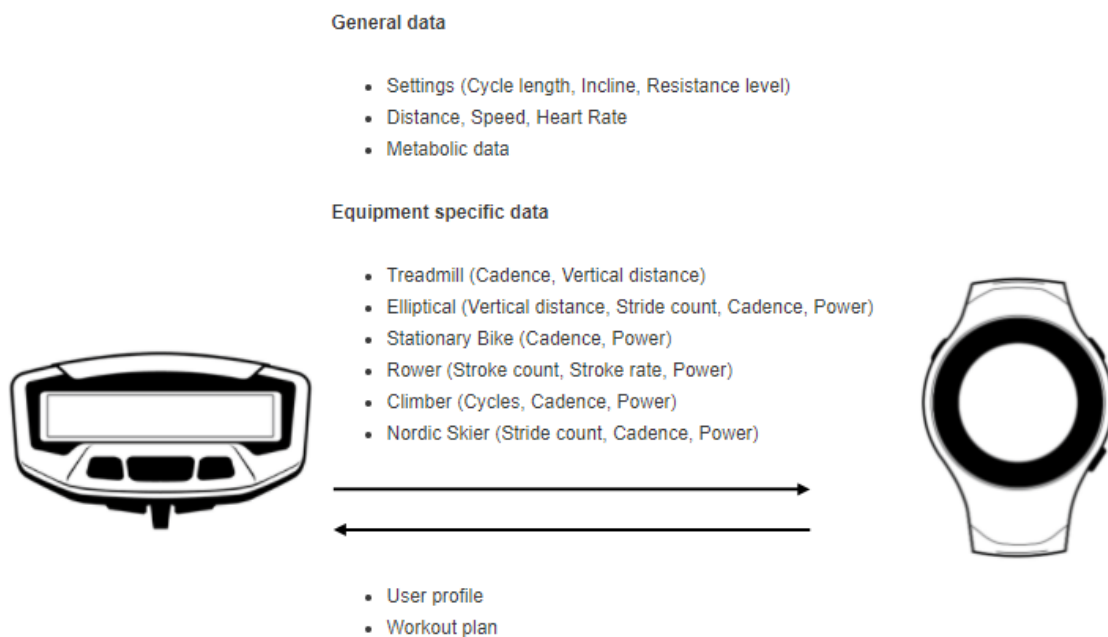 General data
Settings (Cycle length, Incline, Resistance level)
Distance, Speed, Heart Rate
Metabolic data
Equipment specific data
Treadmill (Cadence, Vertical distance)
Elliptical (Vertical distance, Stride count, Cadence, Power)
Stationary Bike (Cadence, Power)
Rower (Stroke count, Stroke rate, Power)
Climber (Cycles, Cadence, Power)
Nordic Skier (Stride count, Cadence, Power)
User profile
Workout plan